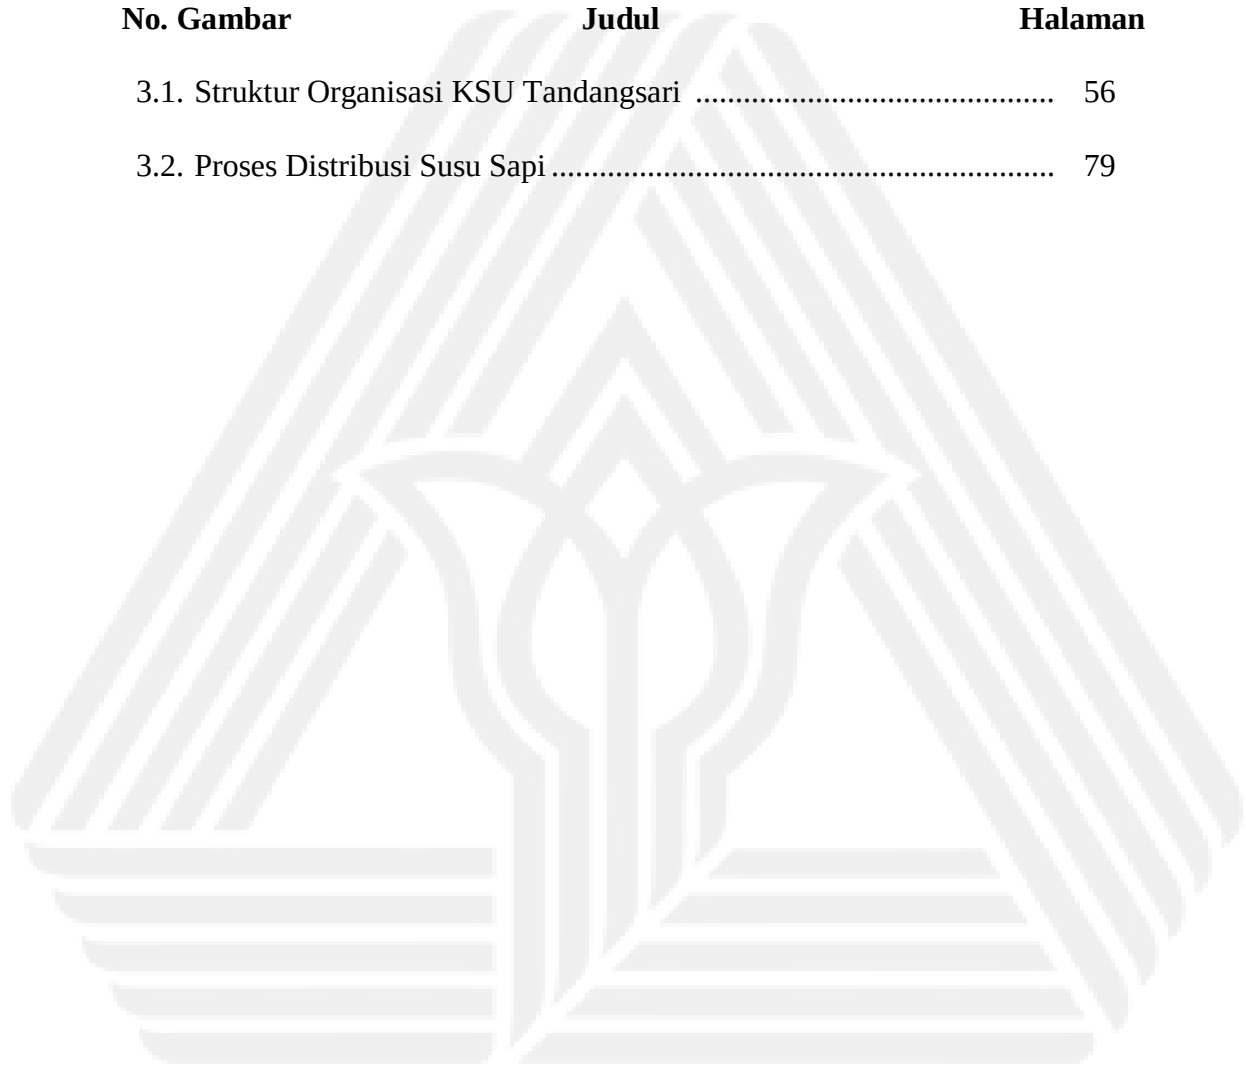 No. Gambar Judul Halaman
3.1. Struktur Organisasi KSU Tandangsari ............................................. 56
3.2. Proses Distribusi Susu Sapi ............................................................... 79